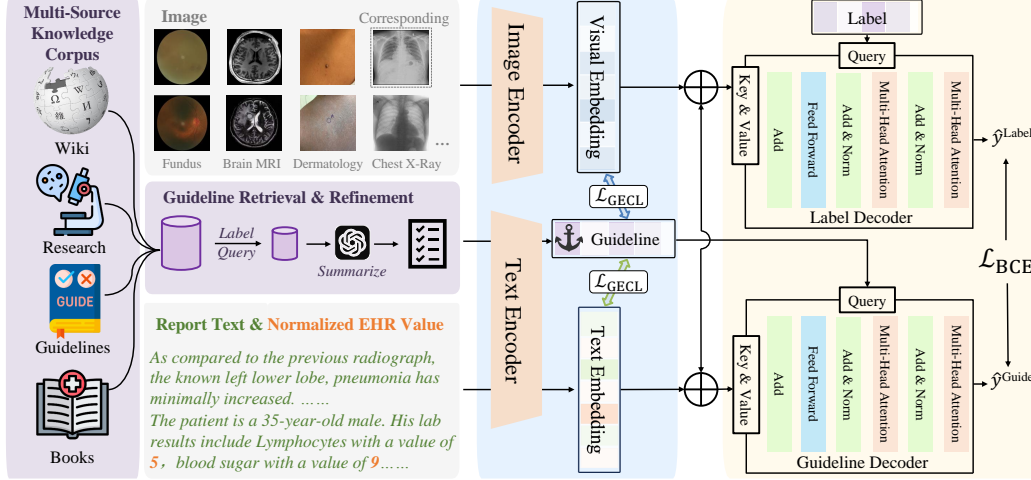 Multi-Source
Knowledge
Corpus
Wiki
Research
GUIDE
Guidelines
Books
Image
Corresponding
Fundus
Brain MRI
Dermatology
Chest X-Ray
...
Guideline Retrieval & Refinement
Label
Query
Summarize
Report Text & Normalized EHR Value
As compared to the previous radiograph,
the known left lower lobe, pneumonia has
minimally increased. ……
The patient is a 35-year-old male. His lab
results include Lymphocytes with a value of
5，blood sugar with a value of 9……
Image Encoder
Text Encoder
Visual Embedding
ℒGECL
Guideline
ℒGECL
Text Embedding
Label
Query
Key & Value
Add
Feed Forward
Add & Norm
Multi-Head Attention
Add & Norm
Multi-Head Attention
Label Decoder
ŷLabel
ℒBCE
Query
Key & Value
Add
Feed Forward
Add & Norm
Multi-Head Attention
Add & Norm
Multi-Head Attention
Guideline Decoder
ŷGuide